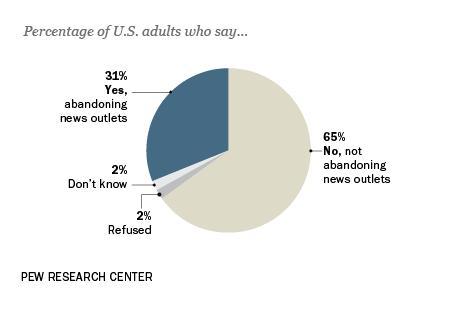 Percentage of U.S. adults who say...
31%
Yes,
abandoning
news outlets
65%
No, not
abandoning
news outlets
2%
Don't know
2%
Refused
PEW RESEARCH CENTER